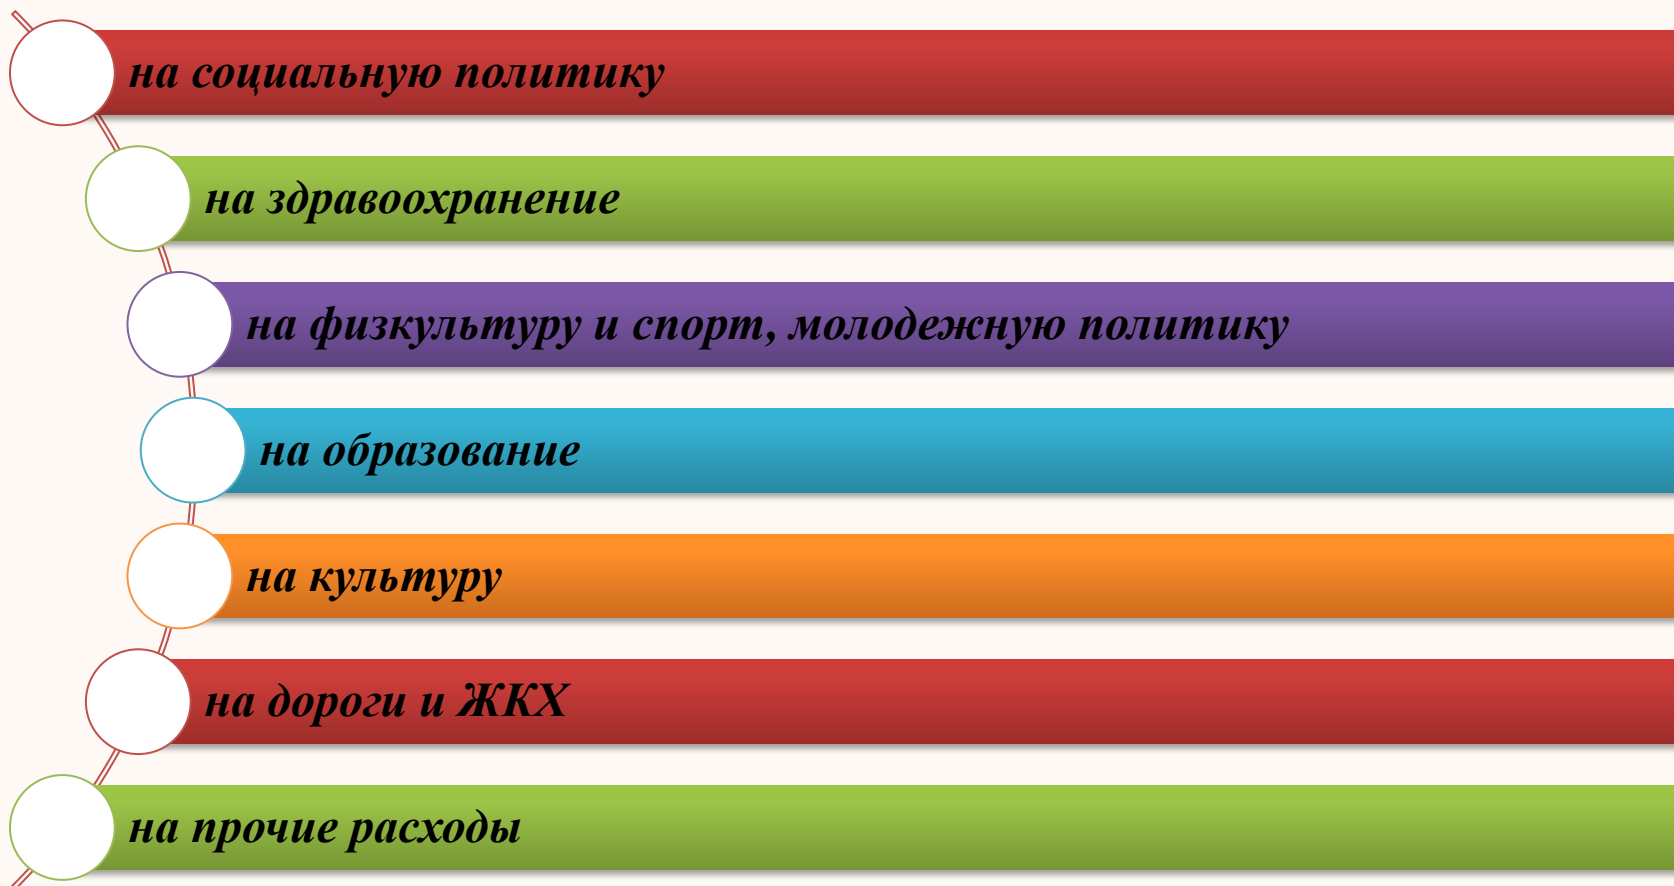 на социальную политику
на здравоохранение
на физкультуру и спорт, молодежную политику
на образование
на культуру
на дороги и ЖКХ
на прочие расходы